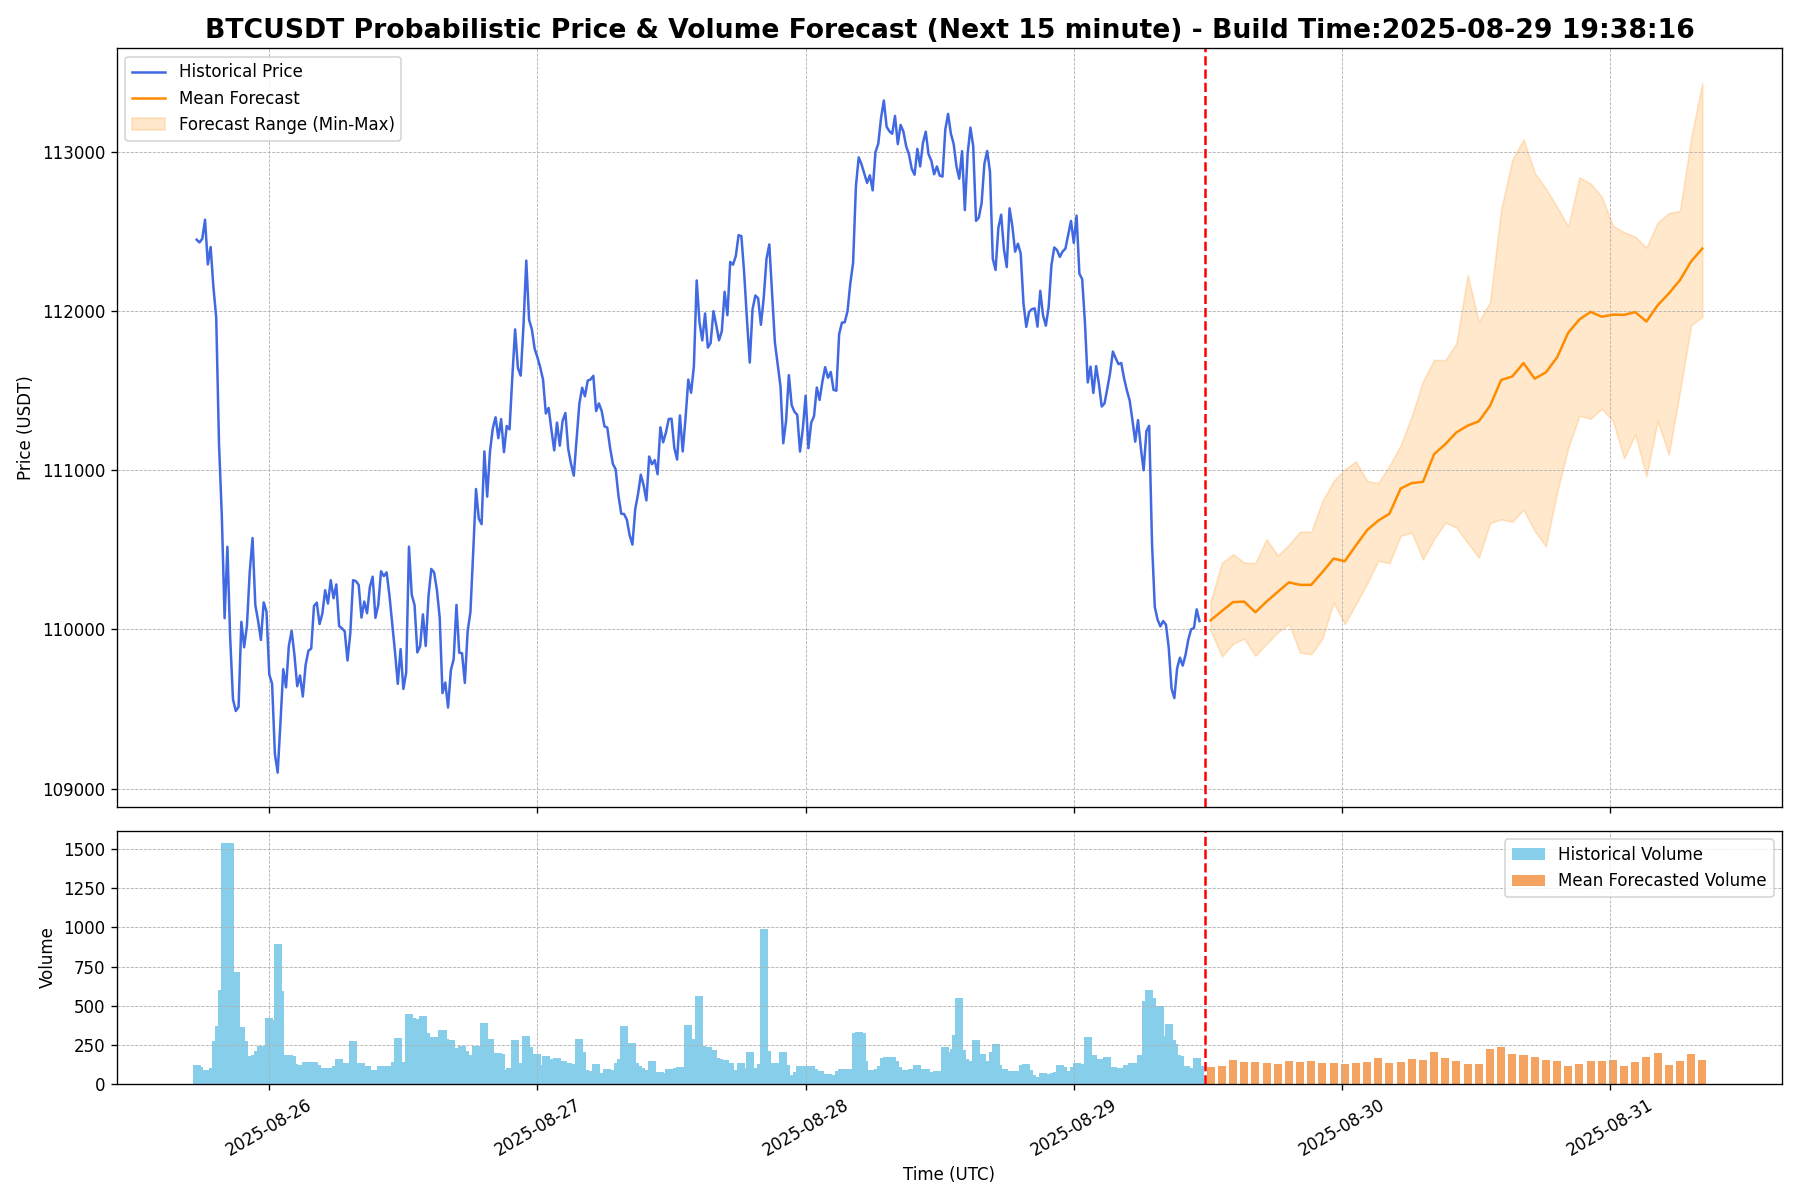 BTCUSDT Probabilistic Price & Volume Forecast (Next 15 minute) - Build Time:2025-08-29 19:38:16
Historical Price
Mean Forecast
Forecast Range (Min-Max)
113000
112000
111000
110000
109000
Price (USDT)
Historical Volume
Mean Forecasted Volume
1500
1250
1000
750
500
250
0
Volume
2025-08-26
2025-08-27
2025-08-28
2025-08-29
2025-08-30
2025-08-31
Time (UTC)